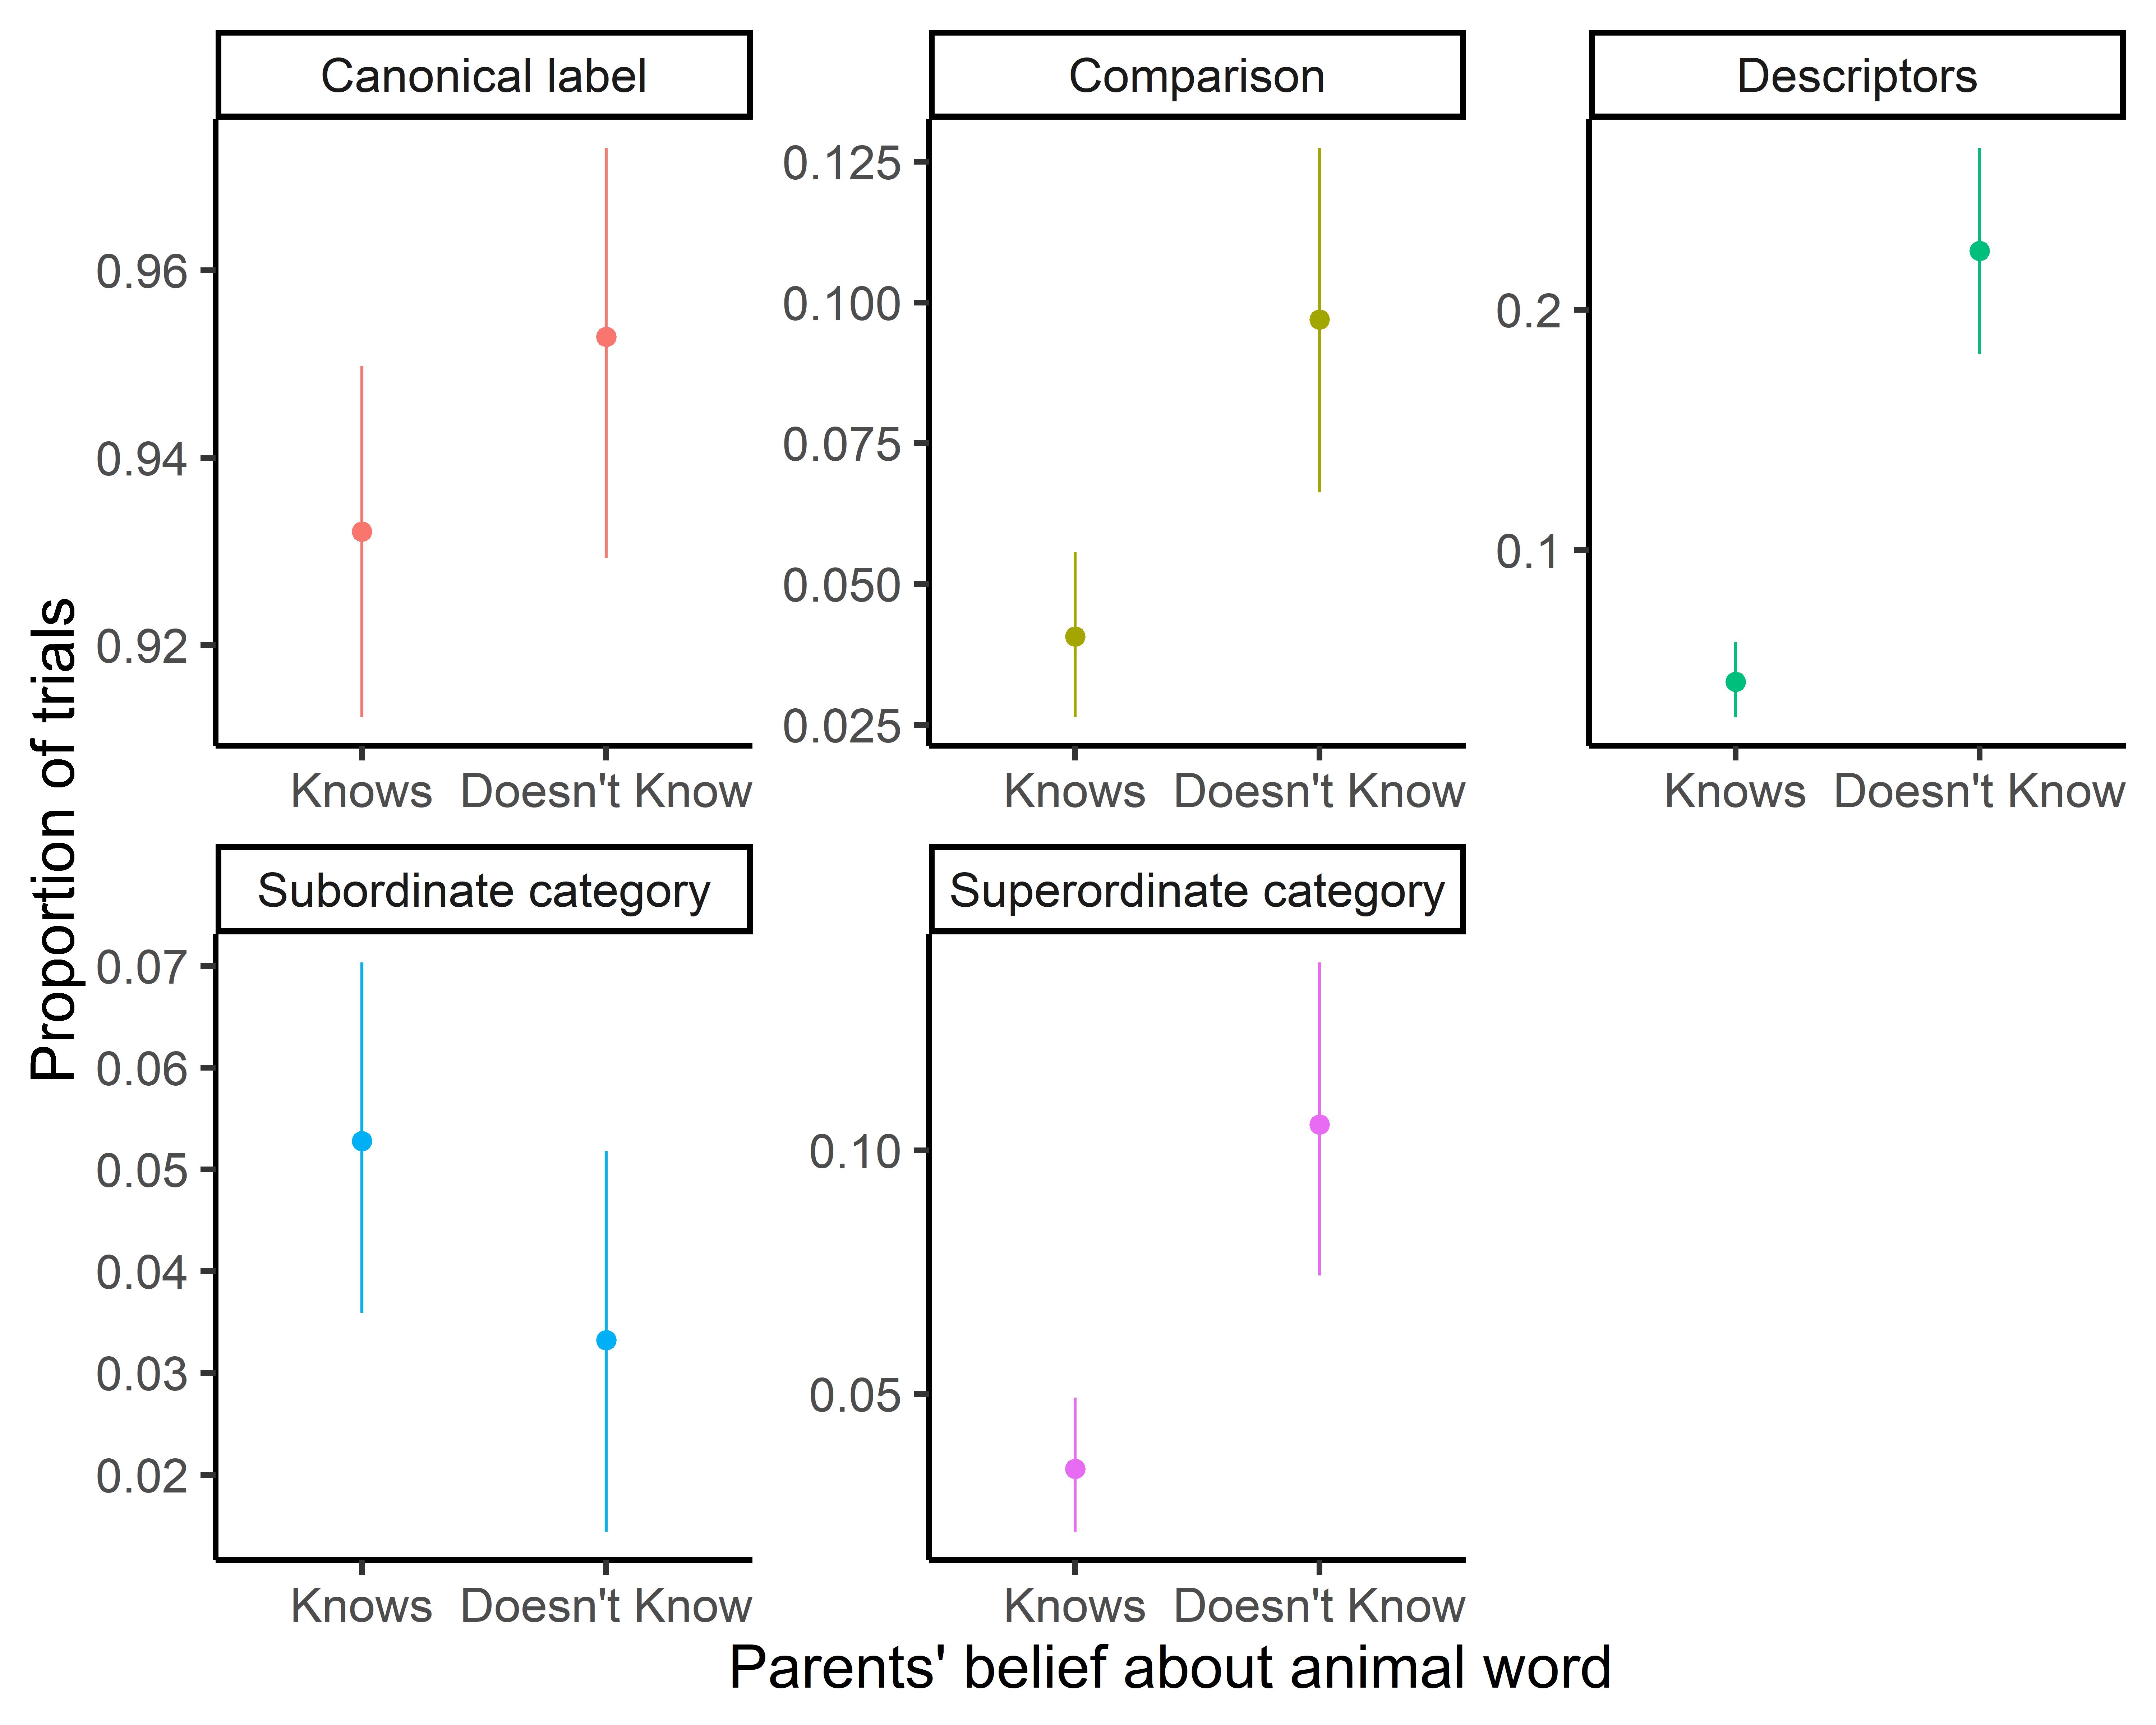 Canonical label
Comparison
Descriptors
0.96
0.94
0.92
0.125
0.100
0.075
0.050
0.025
0.2
0.1
Knows Doesn't Know
Knows Doesn't Know
Knows Doesn't Know
Proportion of trials
Subordinate category
Superordinate category
0.07
0.06
0.05
0.04
0.03
0.02
0.10
0.05
Knows Doesn't Know
Knows Doesn't Know
Parents' belief about animal word